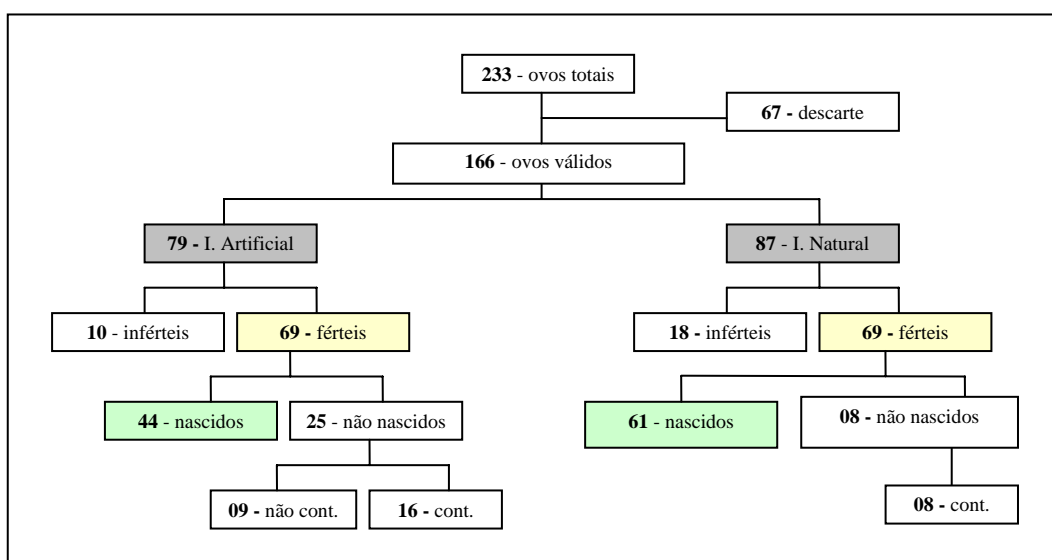 233 - ovos totais
67 - descarte
166 - ovos válidos
79 - I. Artificial
87 - I. Natural
10 - inférteis
69 - férteis
18 - inférteis
69 - férteis
44 - nascidos
25 - não nascidos
61 - nascidos
08 - não nascidos
09 - não cont.
16 - cont.
08 - cont.